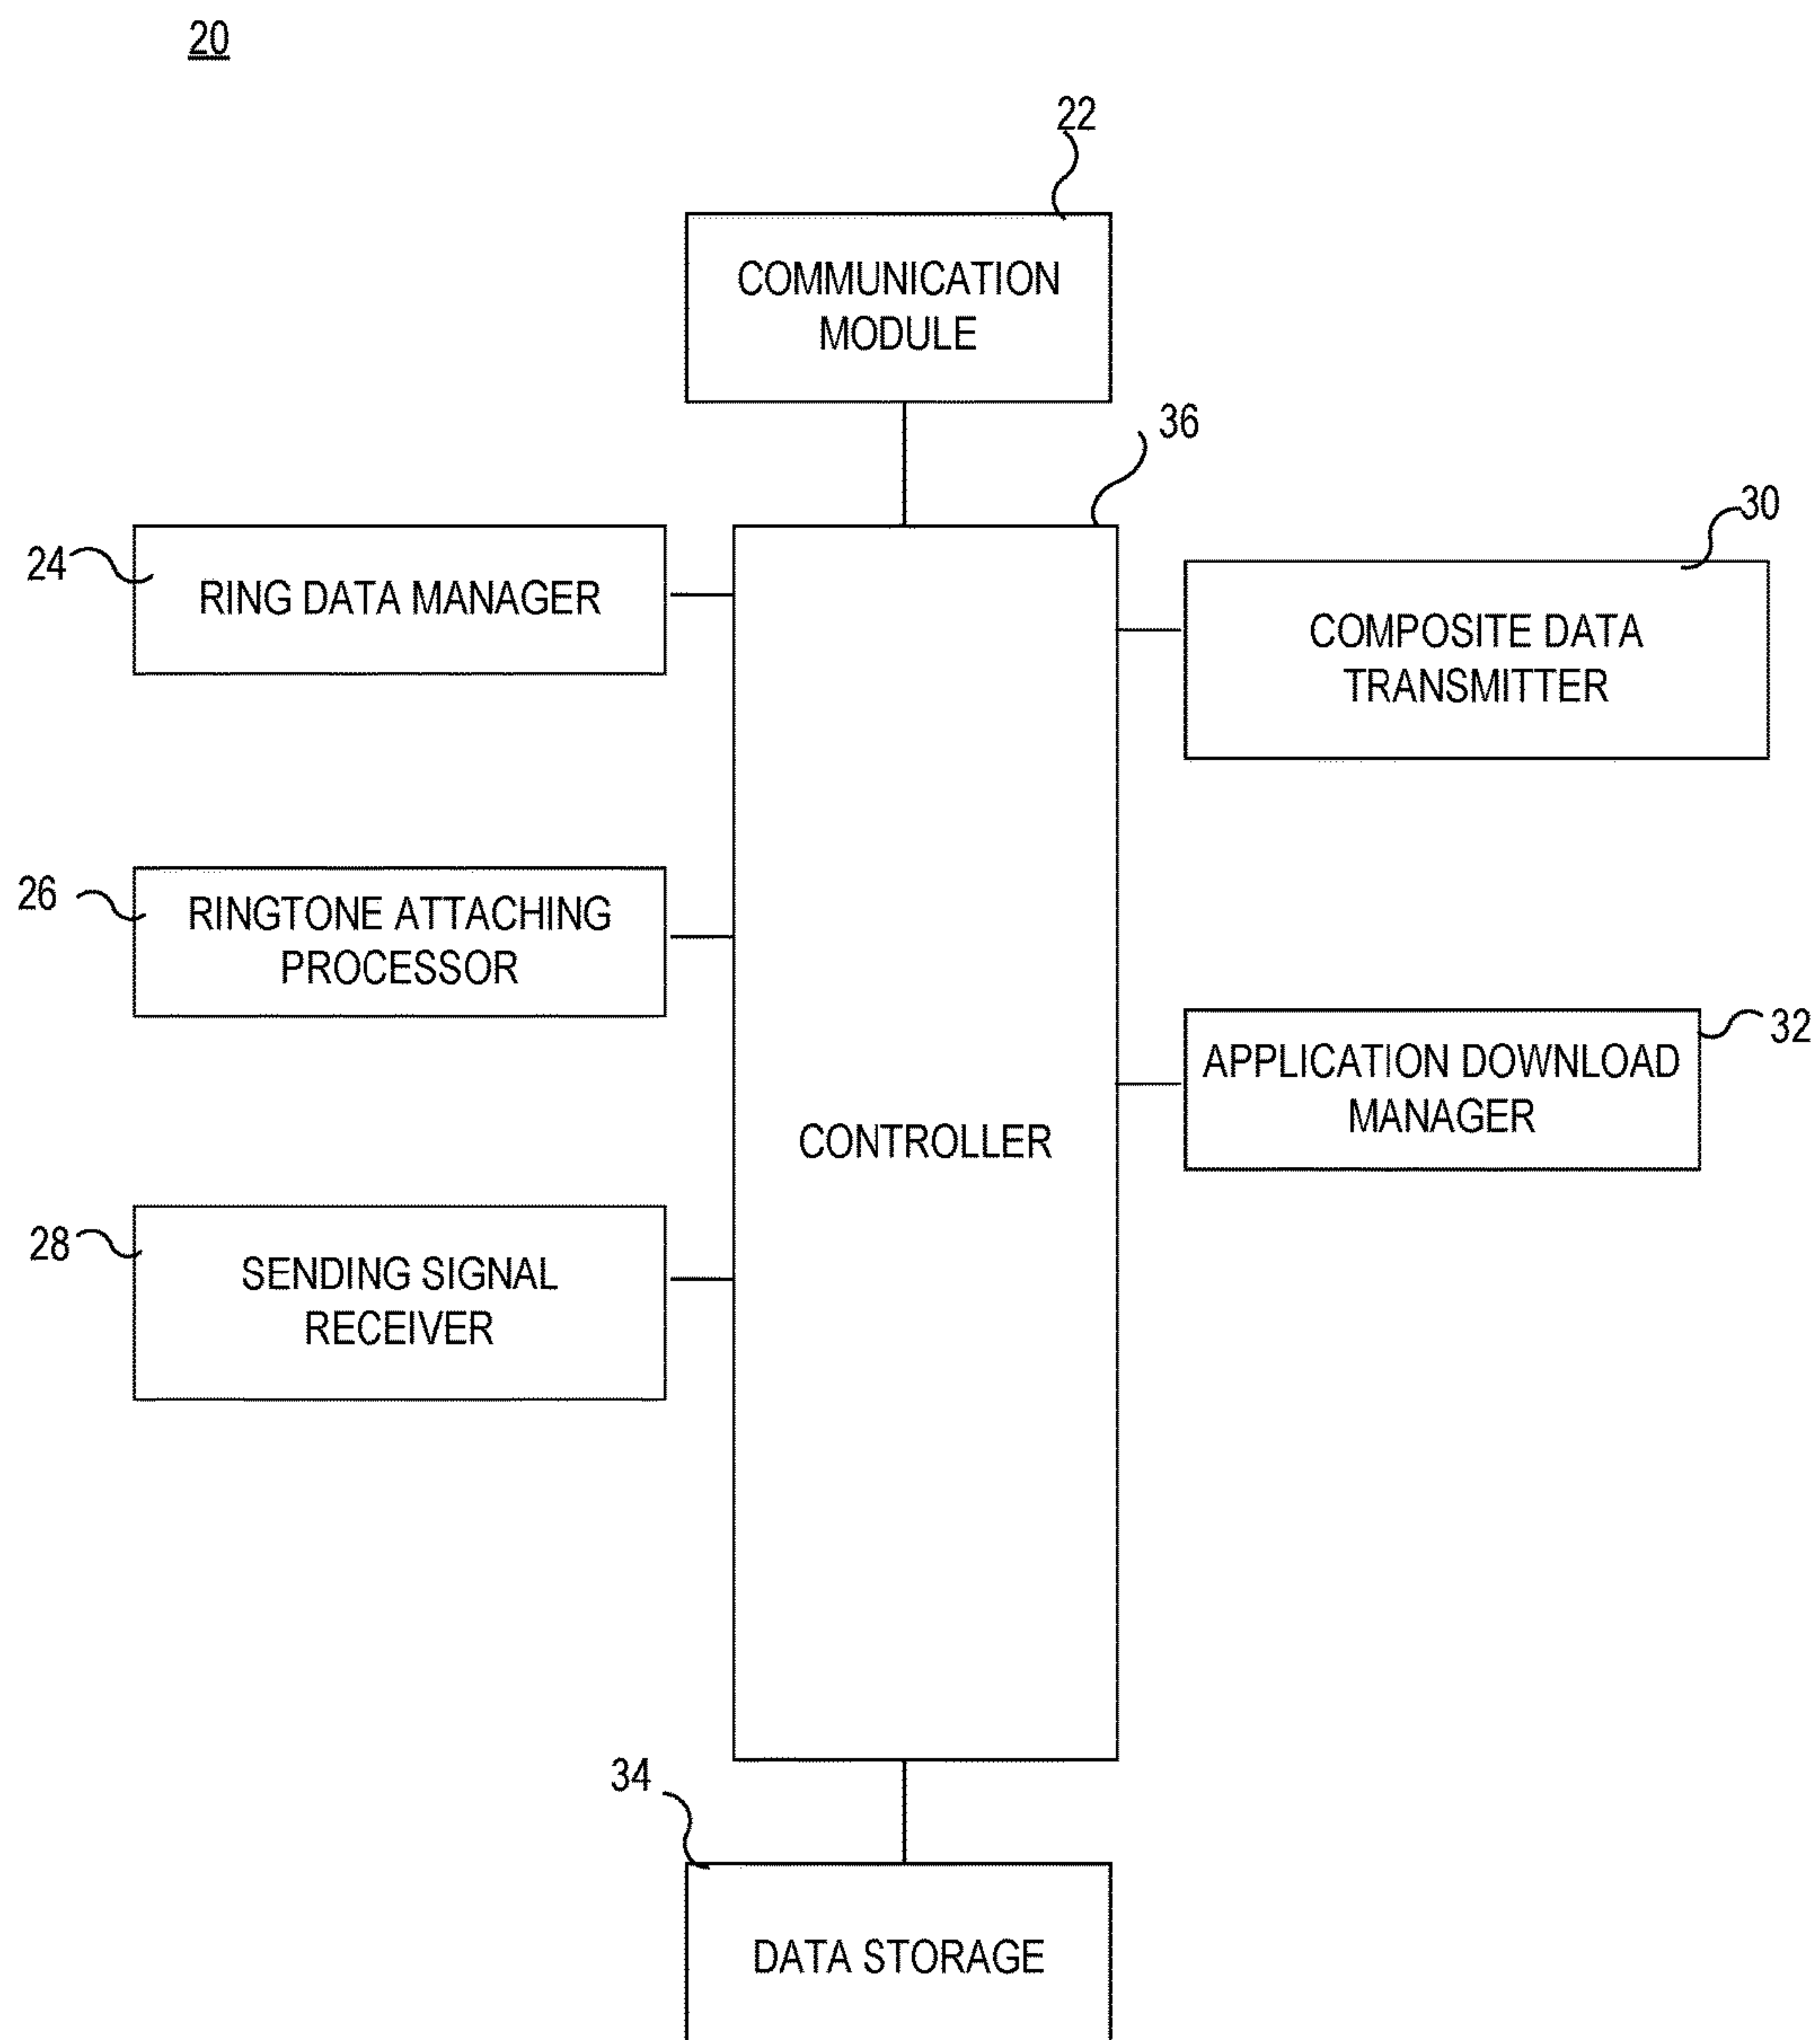 20
22
COMMUNICATION
MODULE
36
24
RING DATA MANAGER
30
COMPOSITE DATA
TRANSMITTER
26
RINGTONE ATTACHING
PROCESSOR
32
APPLICATION DOWNLOAD
MANAGER
CONTROLLER
28
SENDING SIGNAL
RECEIVER
34
DATA STORAGE